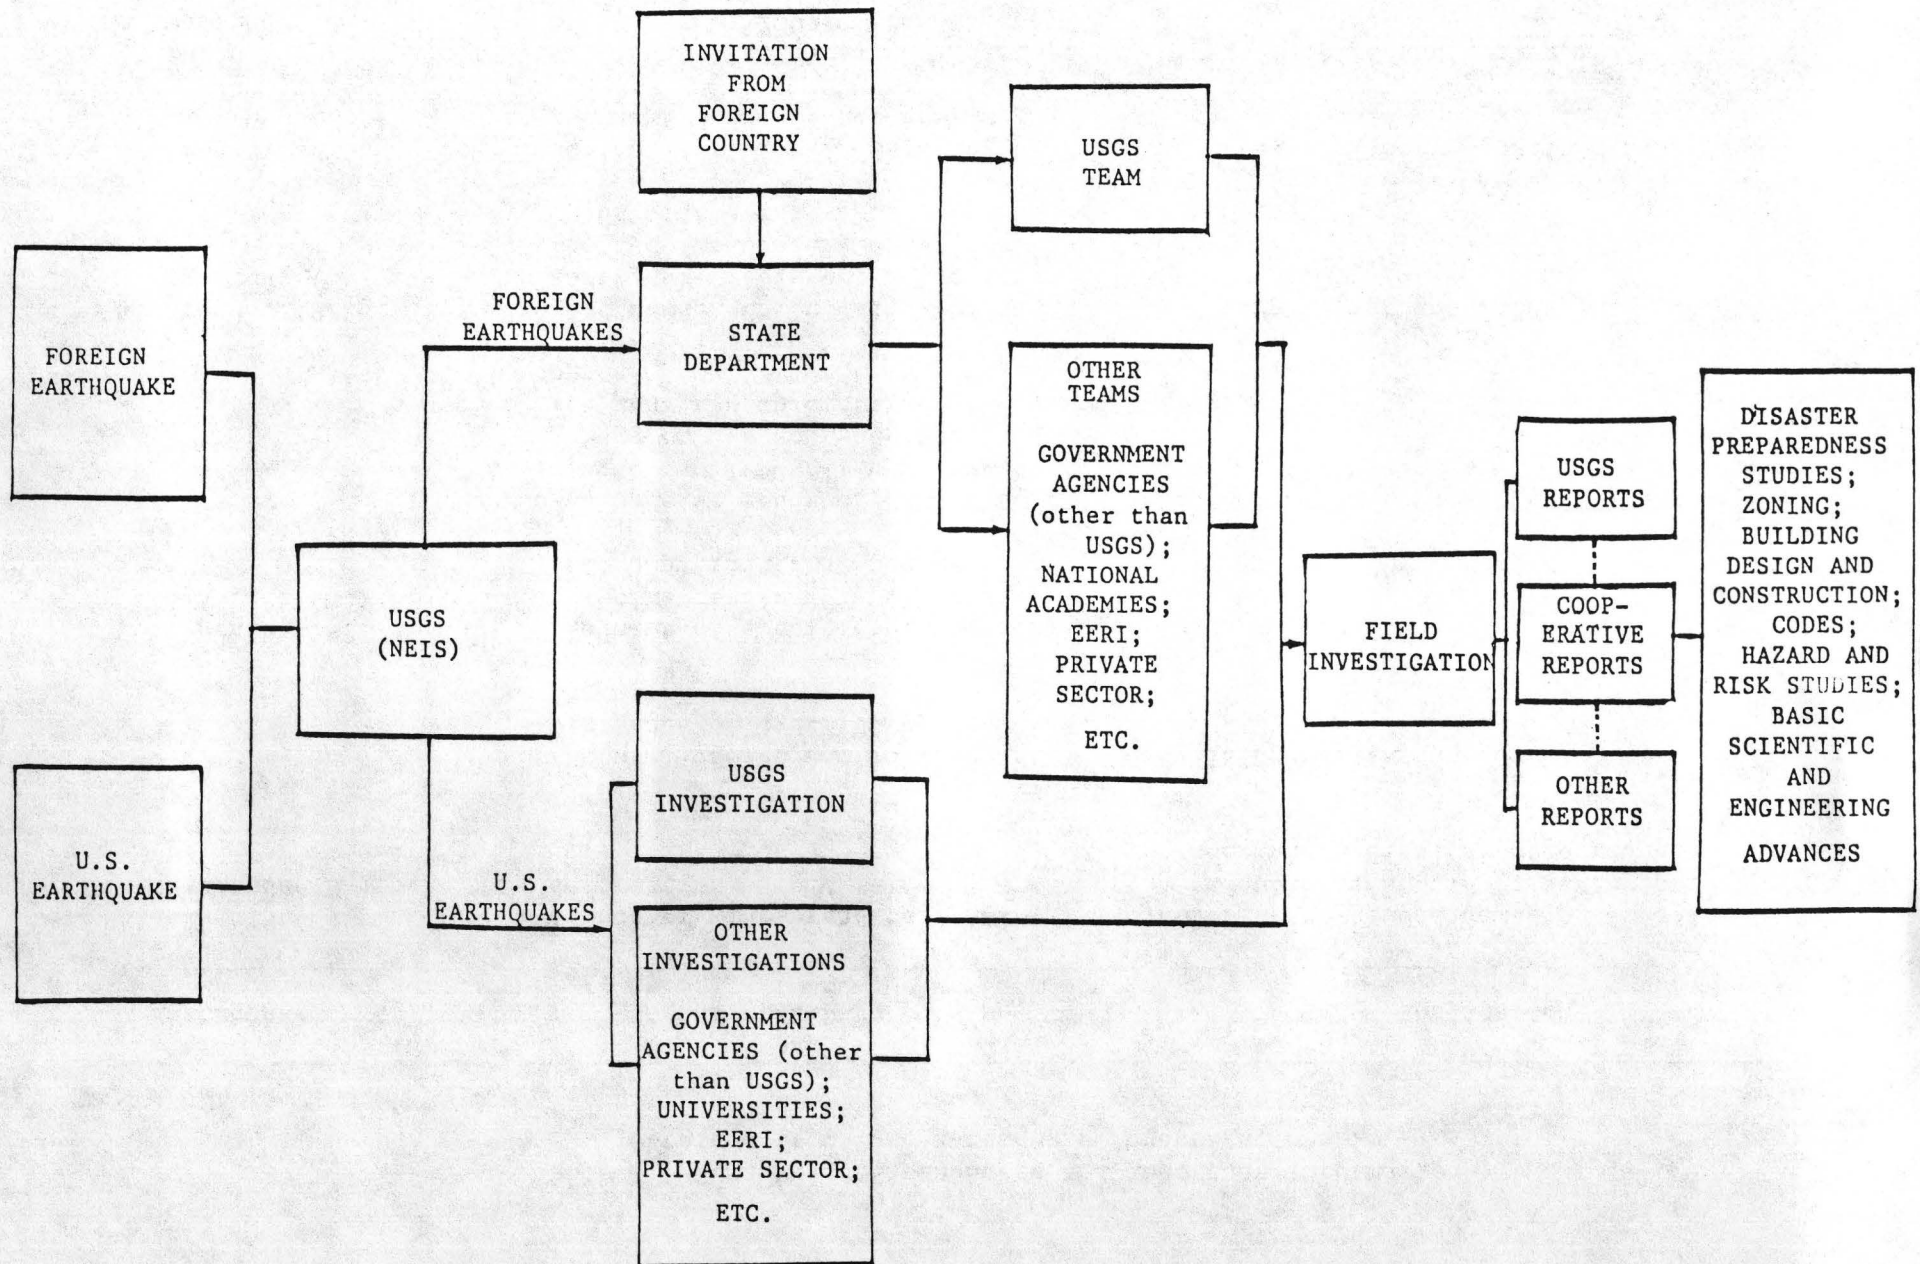 INVITATION
FROM
FOREIGN
COUNTRY
USGS
TEAM
FOREIGN
EARTHQUAKE
FOREIGN
EARTHQUAKES
STATE
DEPARTMENT
OTHER
TEAMS
GOVERNMENT
AGENCIES
(other than
USGS);
NATIONAL
ACADEMIES;
EERI;
PRIVATE
SECTOR;
ETC.
USGS
(NEIS)
U.S.
EARTHQUAKE
U.S.
EARTHQUAKES
USGS
INVESTIGATION
OTHER
INVESTIGATIONS
GOVERNMENT
AGENCIES (other
than USGS);
UNIVERSITIES;
EERI;
PRIVATE SECTOR;
ETC.
FIELD
INVESTIGATION
USGS
REPORTS
COOP-
ERATIVE
REPORTS
OTHER
REPORTS
DISASTER
PREPAREDNESS
STUDIES;
ZONING;
BUILDING
DESIGN AND
CONSTRUCTION;
CODES;
HAZARD AND
RISK STUDIES;
BASIC
SCIENTIFIC
AND
ENGINEERING
ADVANCES